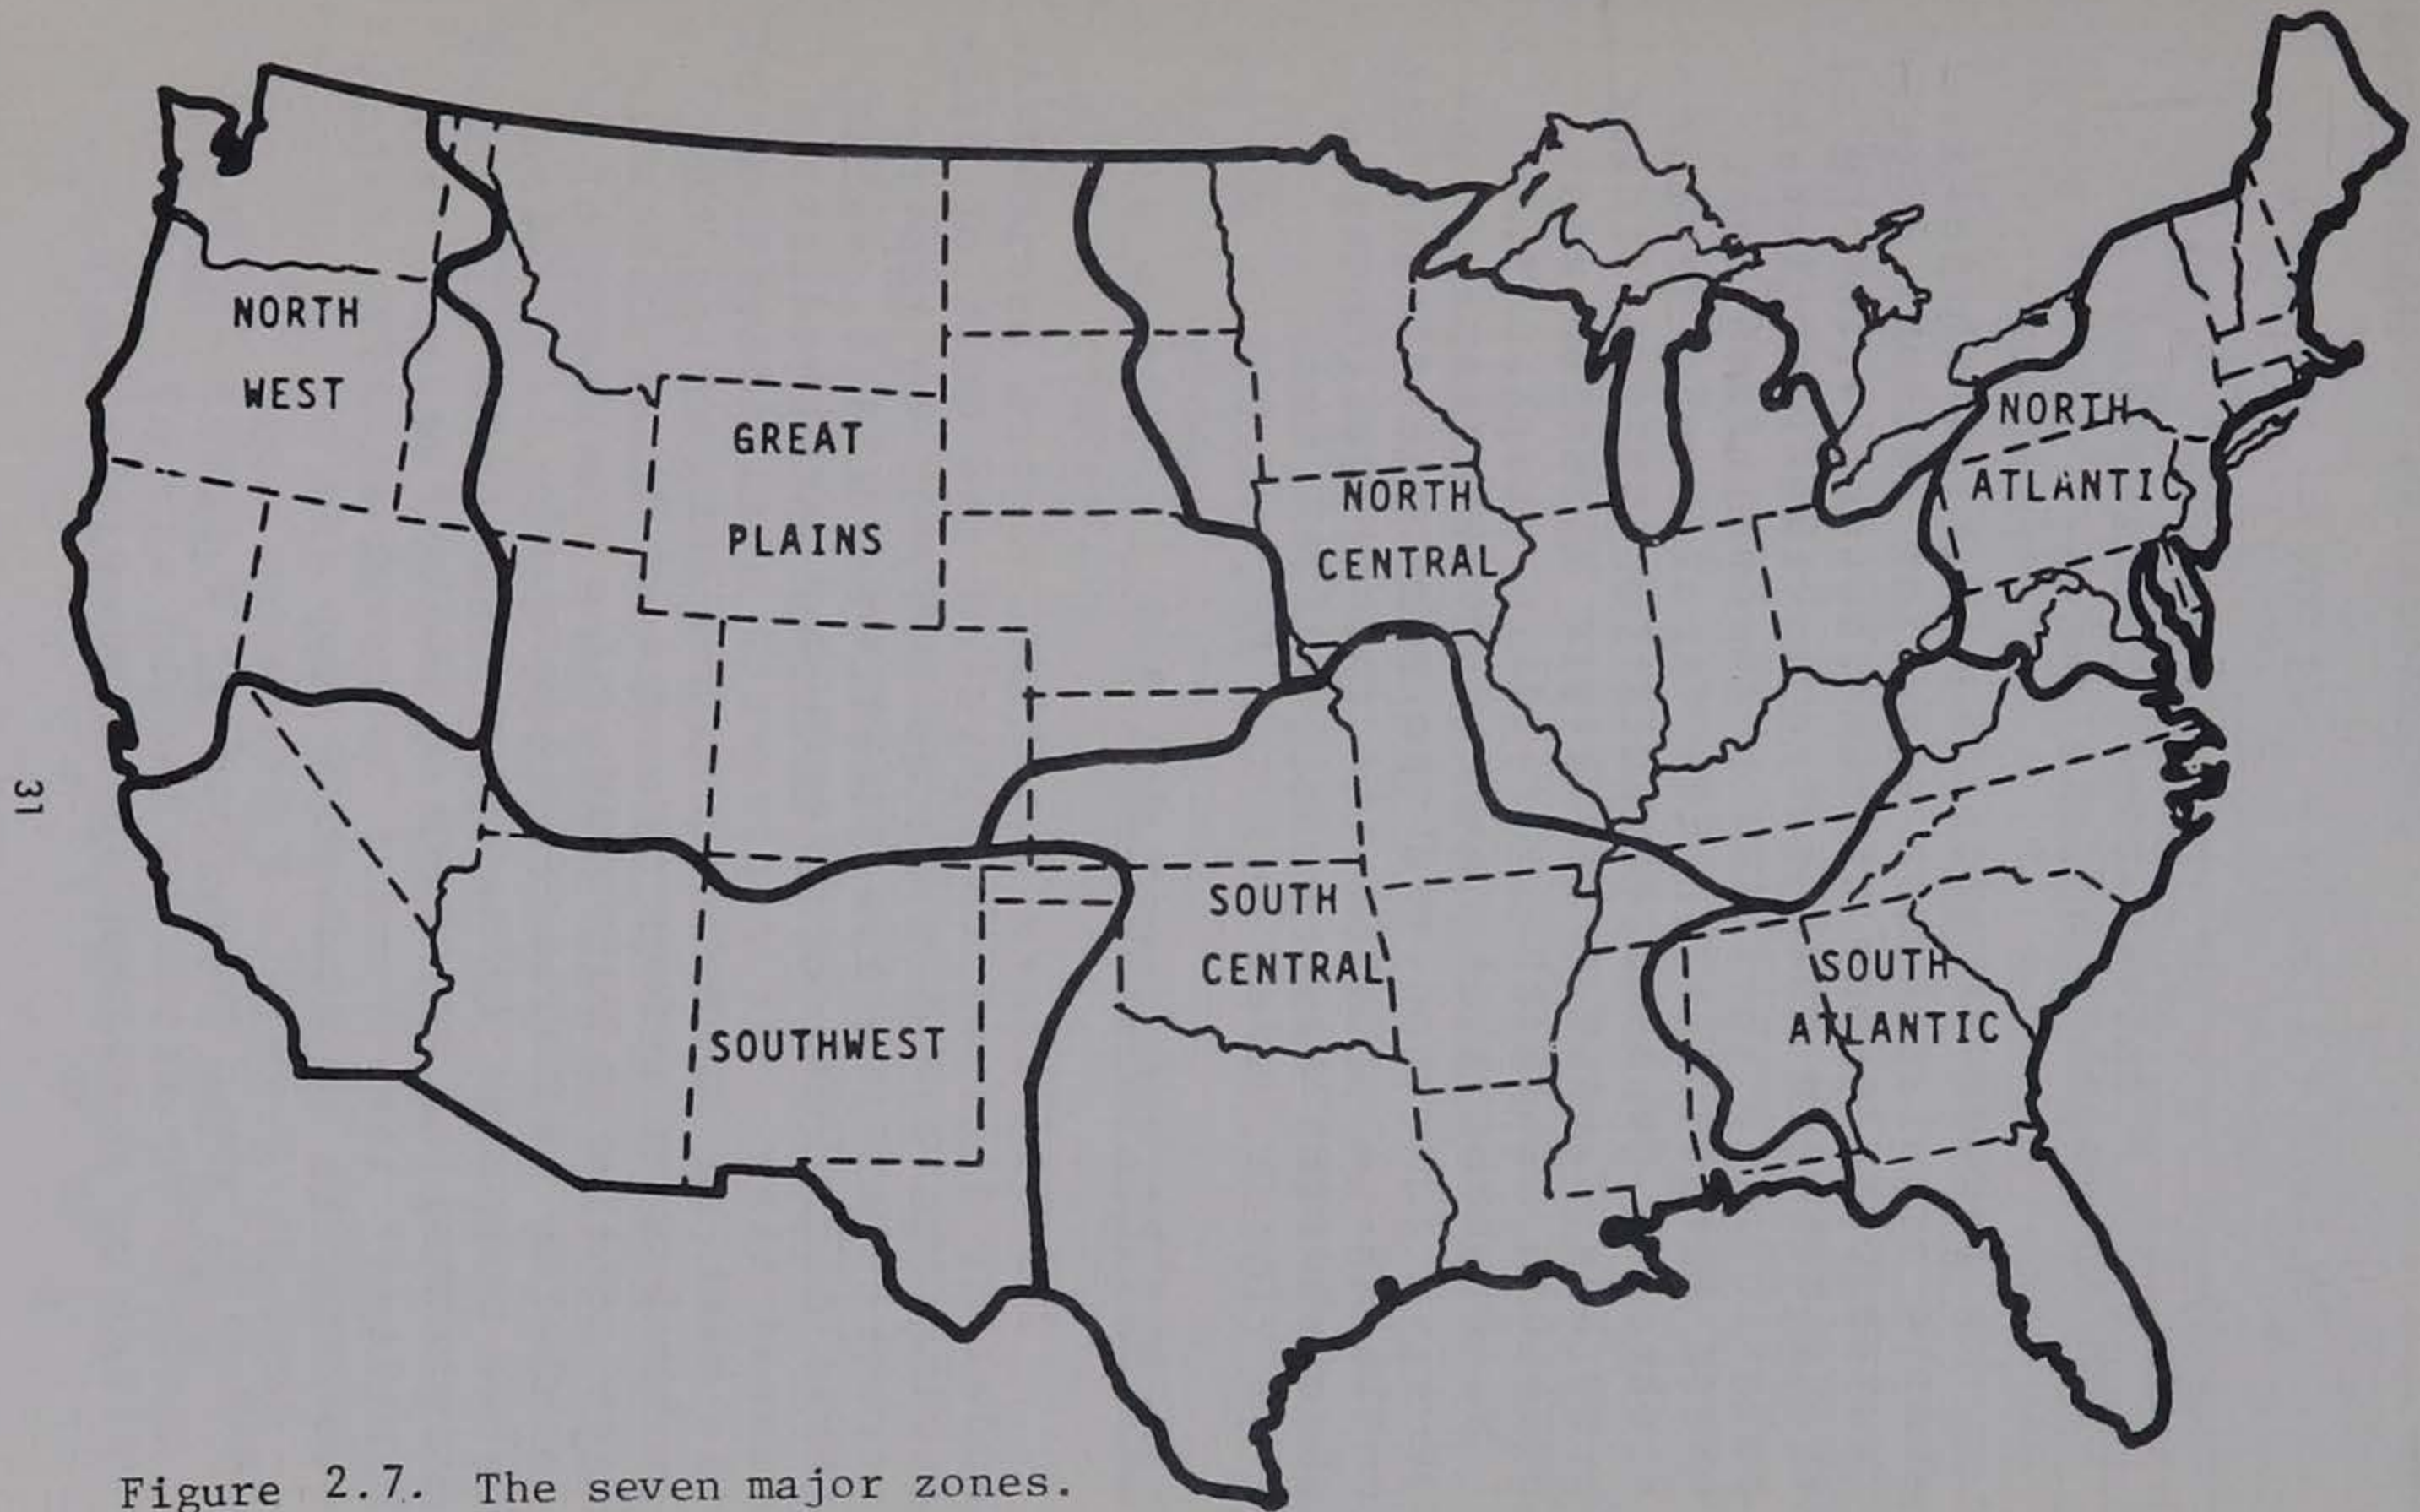 NORTH
WEST
GREAT
PLAINS
NORTH
CENTRAL
NORTH
ATLANTIC
SOUTH
CENTRAL
SOUTH
ATLANTIC
SOUTHWEST
31
Figure 2.7. The seven major zones.